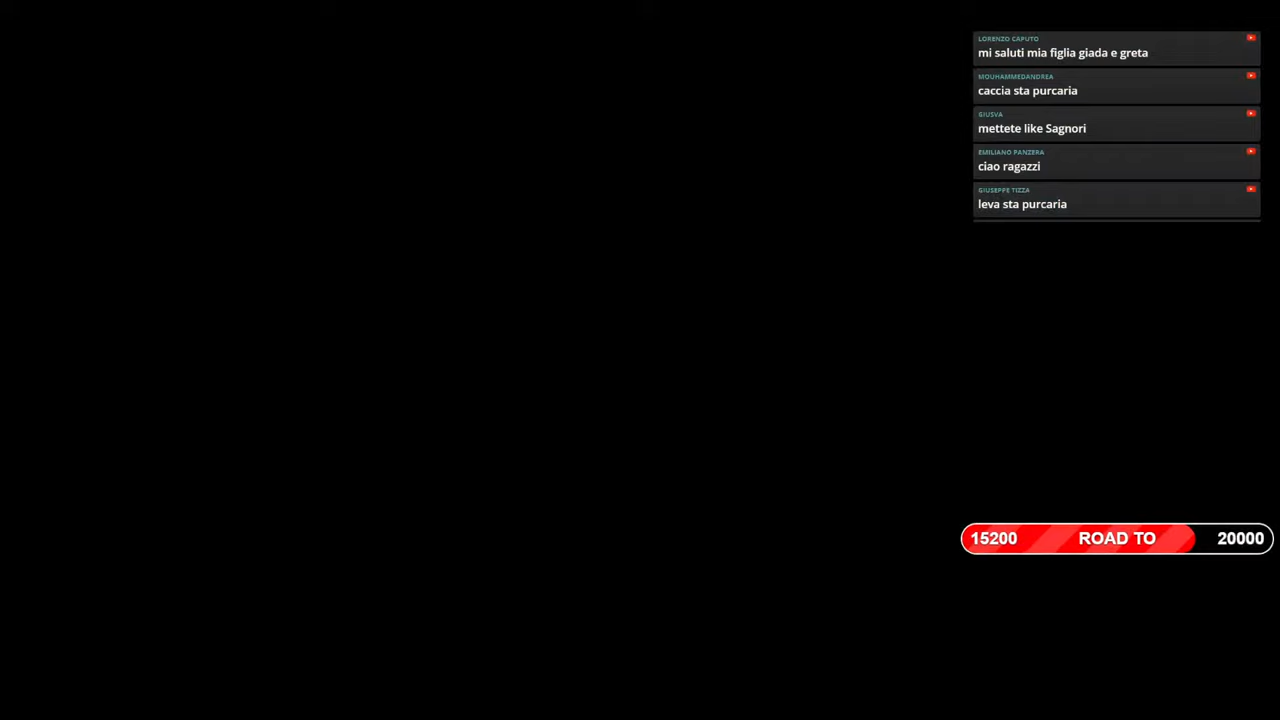 LORENZO CAPUTO
mi saluti mia figlia giada e greta
MOUHAMMEDANDREA
caccia sta purcaria
GIUSVA
mettete like Sagnori
EMILIANO PANZERA
ciao ragazzi
GIUSEPPE TIZZA
leva sta purcaria
15200 ROAD TO 20000